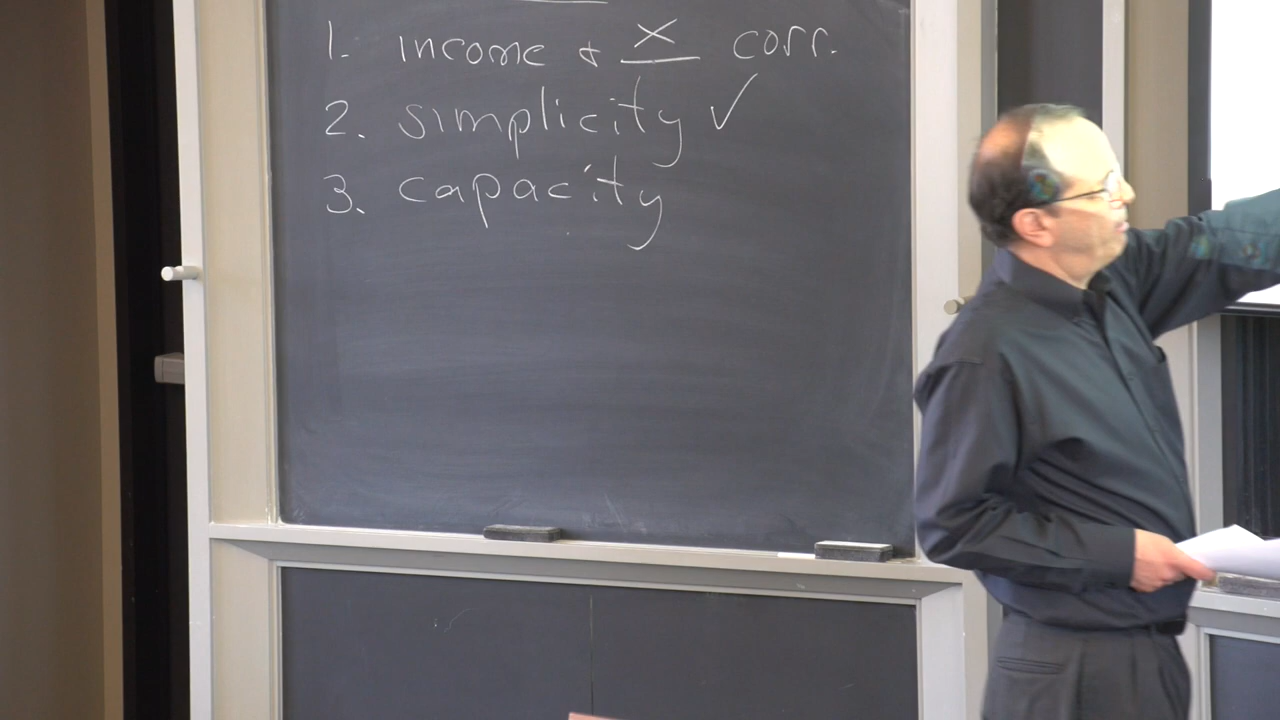 1. income & X corr.
2. simplicity ✓
3. capacity